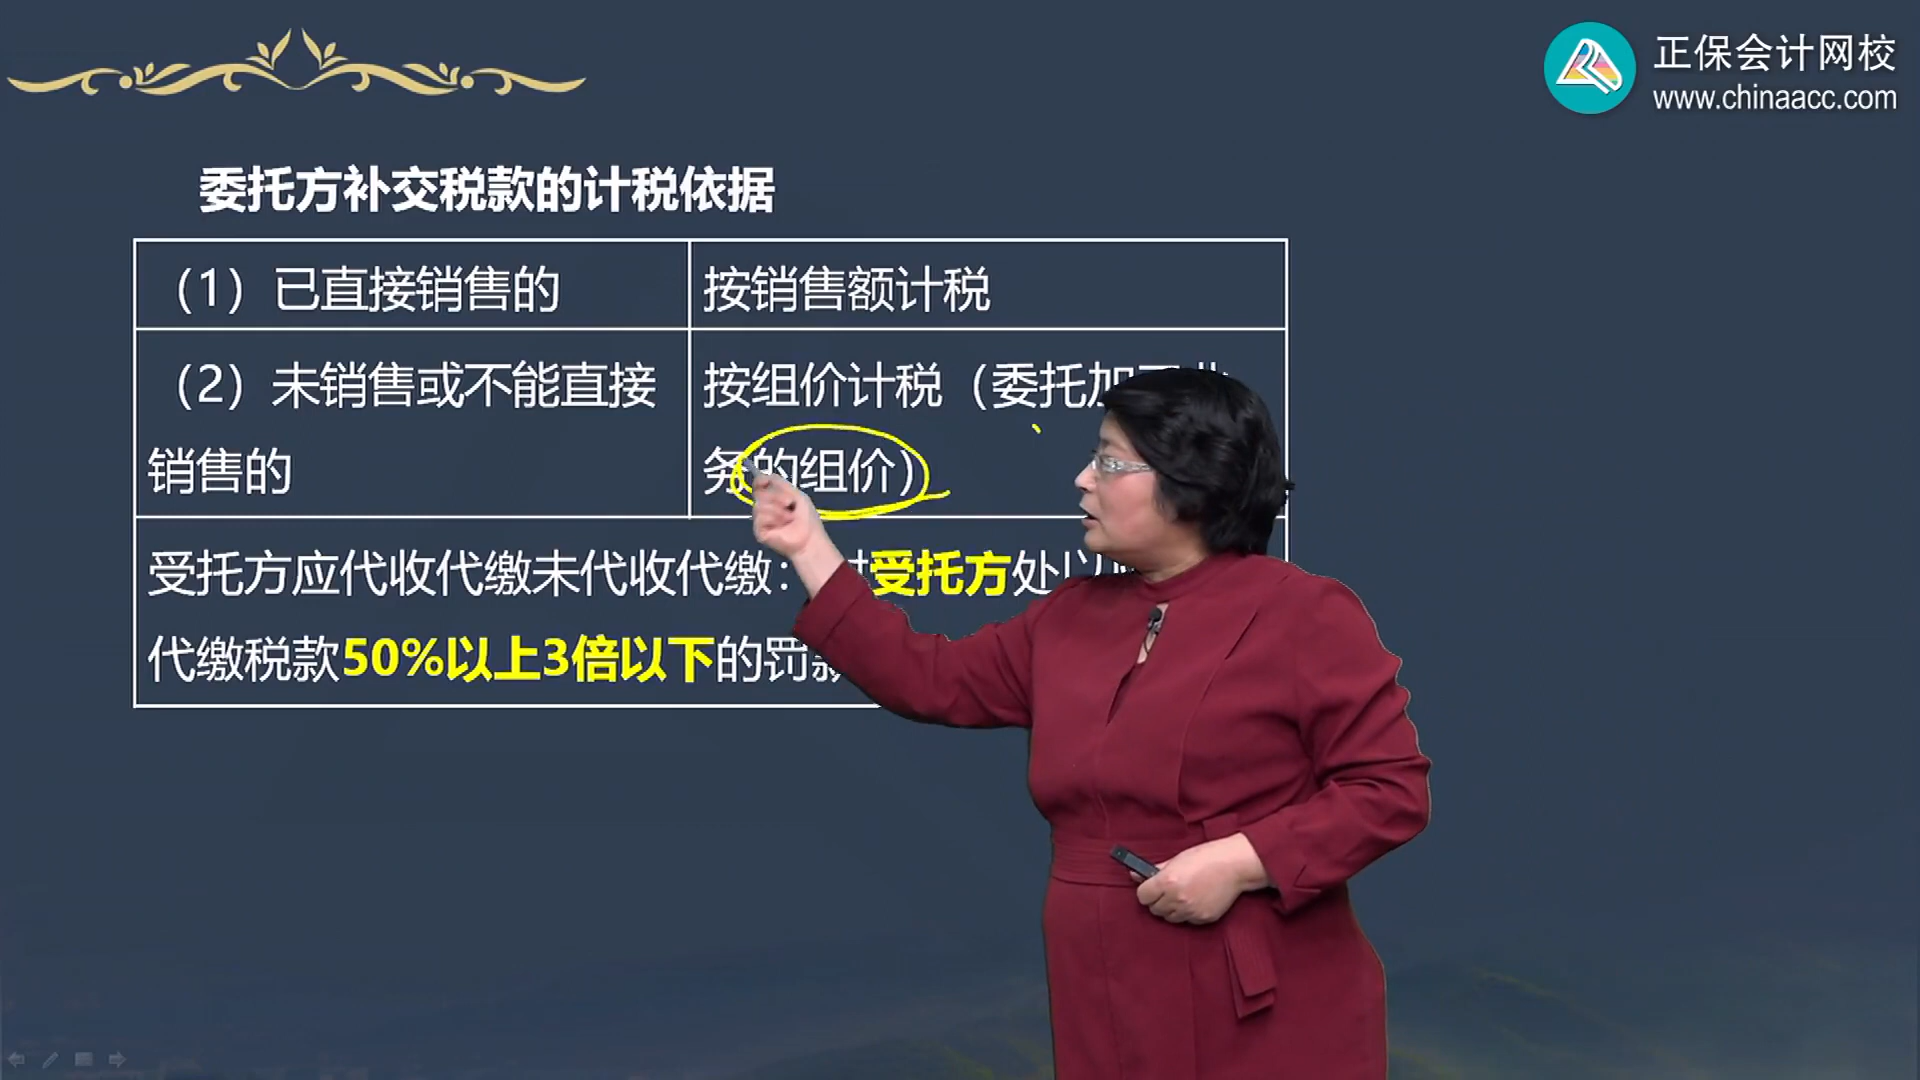 正保会计网校
www.chinaacc.com
委托方补交税款的计税依据
（1）已直接销售的
按销售额计税
（2）未销售或不能直接
销售的
按组价计税（委托加
务的组价）
受托方应代收代缴未代收代缴：受托方处以
代缴税款50%以上3倍以下的罚款